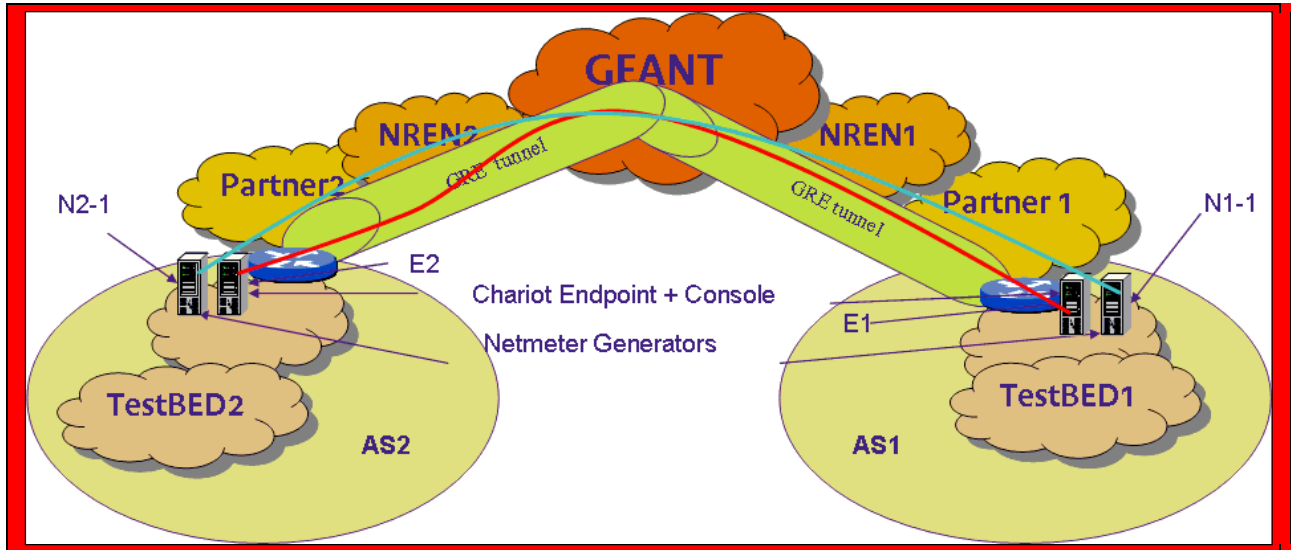 GEANT
NREN2
NREN1
GRE tunnel
GRE tunnel
Partner2
Partner 1
N2-1
N1-1
E2
Chariot Endpoint + Console
E1
Netmeter Generators
TestBED2
TestBED1
AS2
AS1